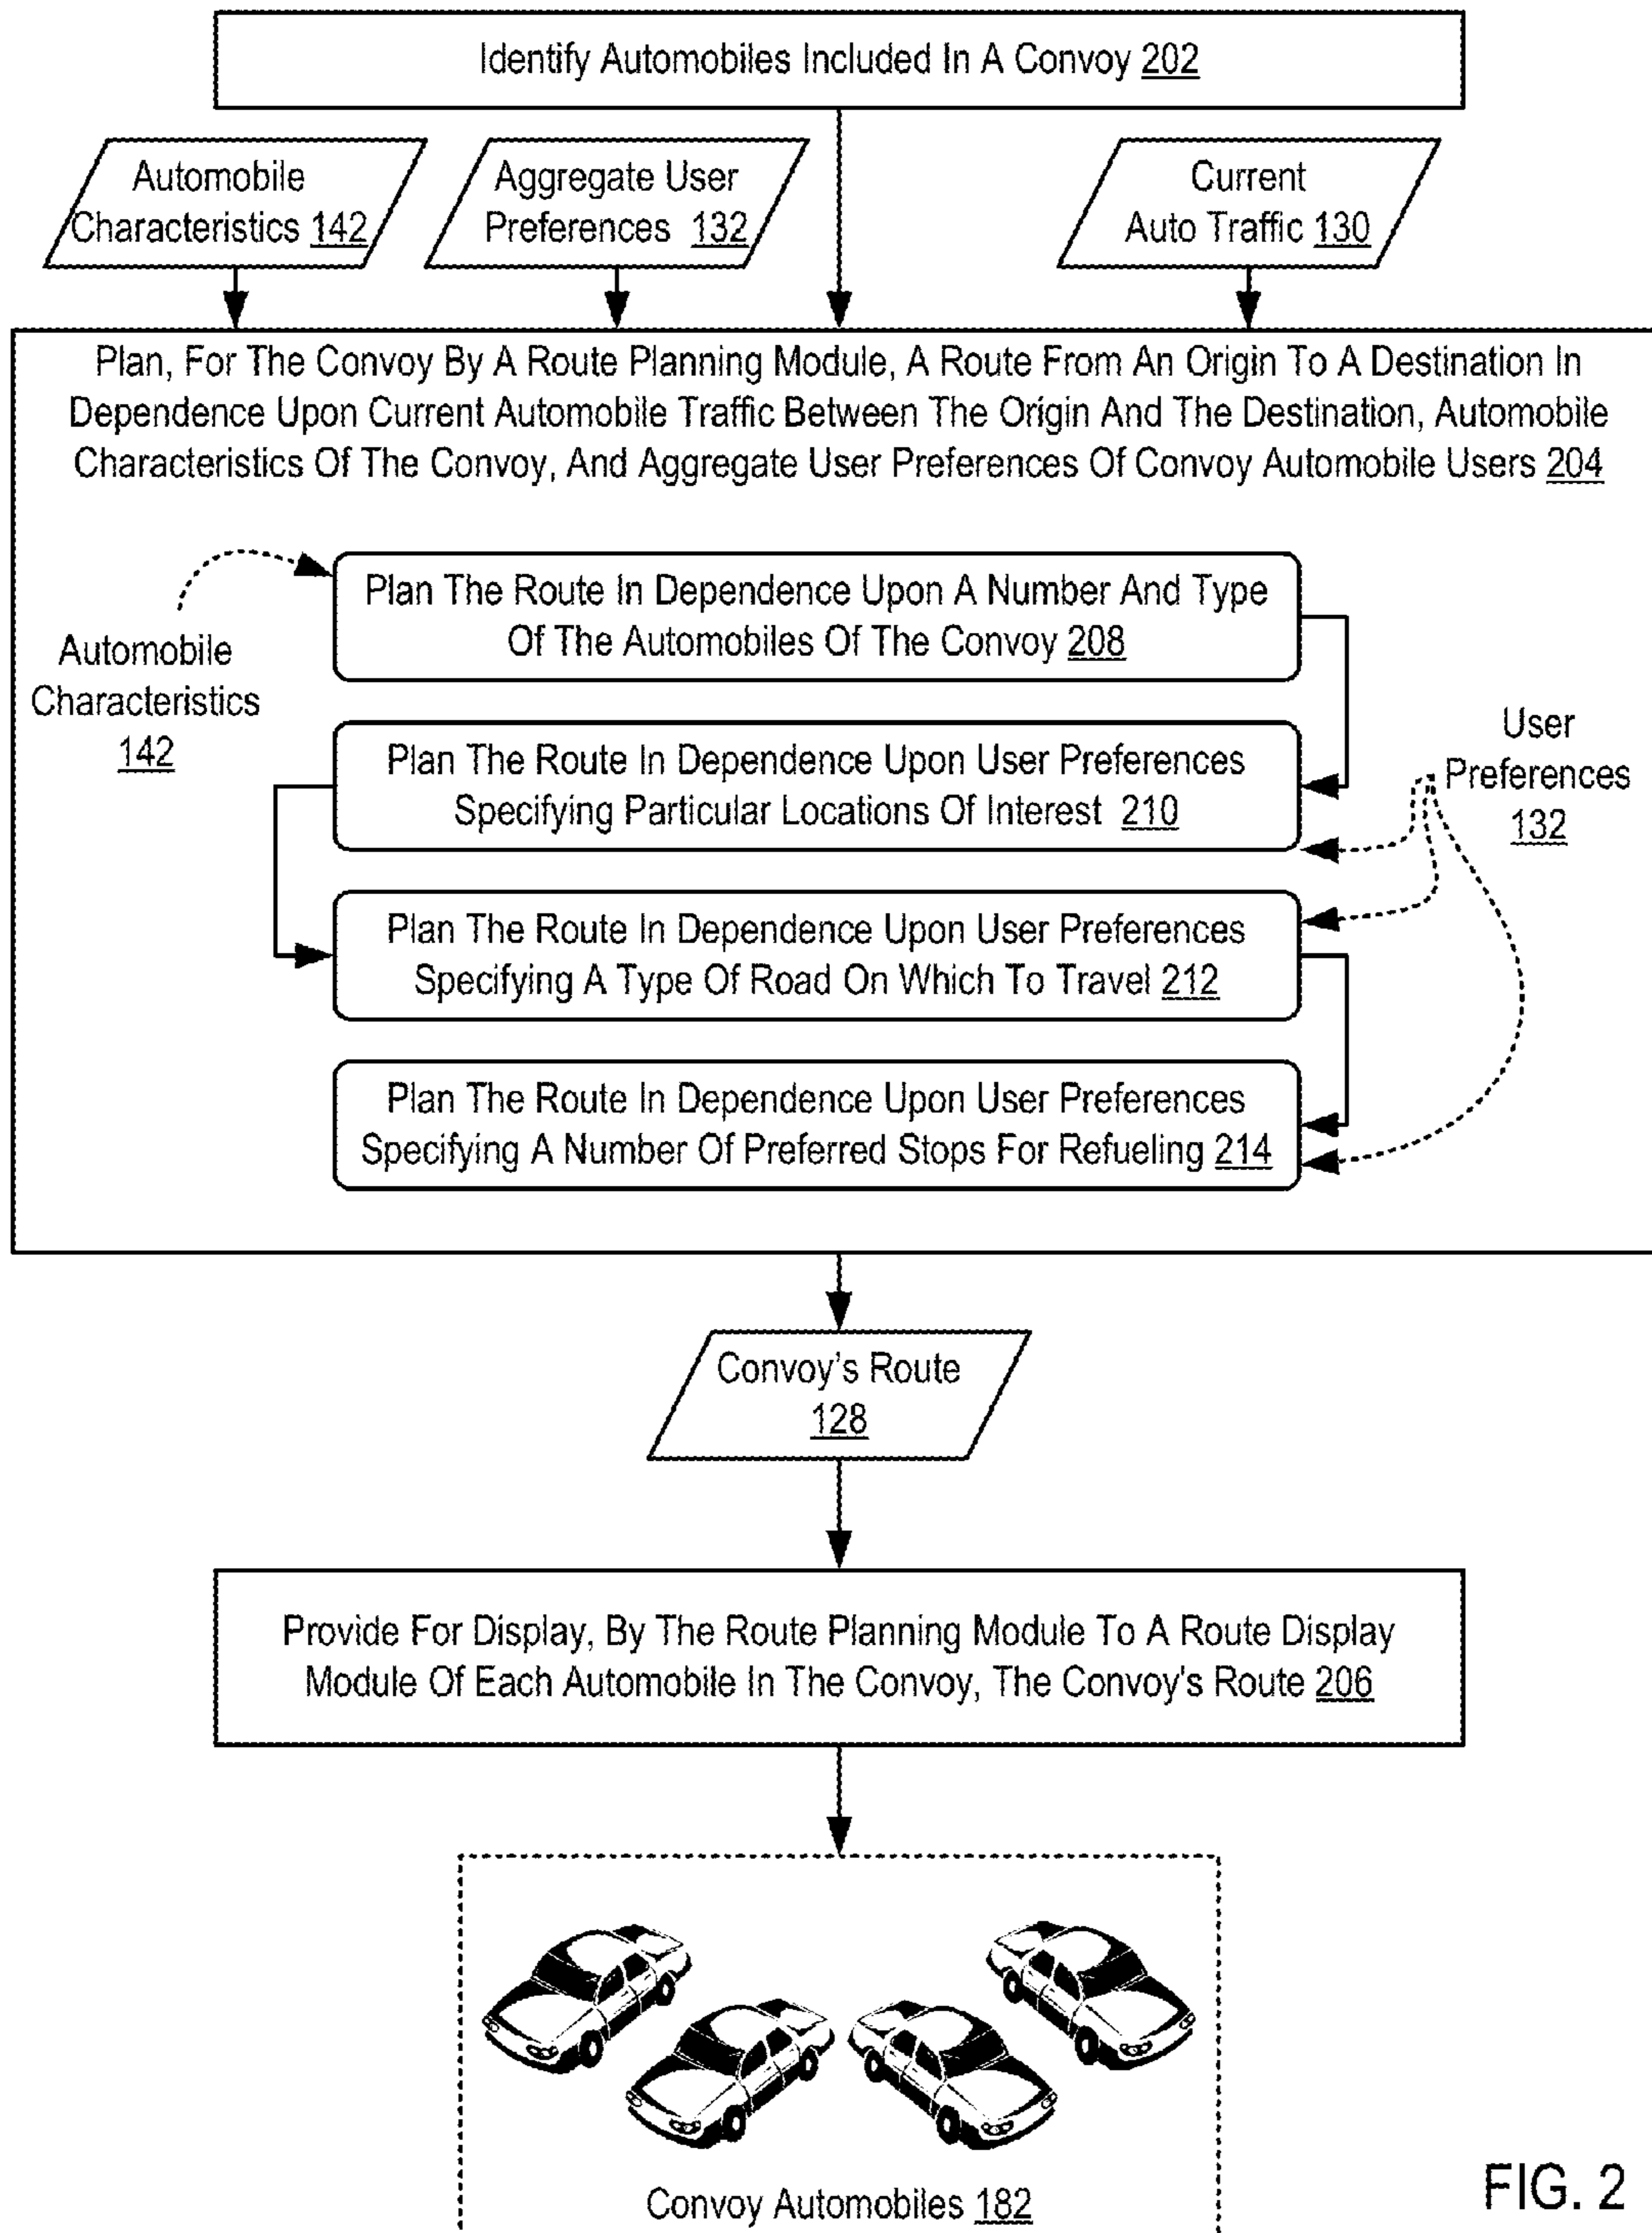 Identify Automobiles Included In A Convoy 202
Automobile
Characteristics 142
Aggregate User
Preferences 132
Current
Auto Traffic 130
Plan, For The Convoy By A Route Planning Module, A Route From An Origin To A Destination In
Dependence Upon Current Automobile Traffic Between The Origin And The Destination, Automobile
Characteristics Of The Convoy, And Aggregate User Preferences Of Convoy Automobile Users 204
Plan The Route In Dependence Upon A Number And Type
Of The Automobiles Of The Convoy 208
Automobile
Characteristics
142
Plan The Route In Dependence Upon User Preferences
Specifying Particular Locations Of Interest 210
User
Preferences
132
Plan The Route In Dependence Upon User Preferences
Specifying A Type Of Road On Which To Travel 212
Plan The Route In Dependence Upon User Preferences
Specifying A Number Of Preferred Stops For Refueling 214
Convoy's Route
128
Provide For Display, By The Route Planning Module To A Route Display
Module Of Each Automobile In The Convoy, The Convoy's Route 206
Convoy Automobiles 182
FIG. 2